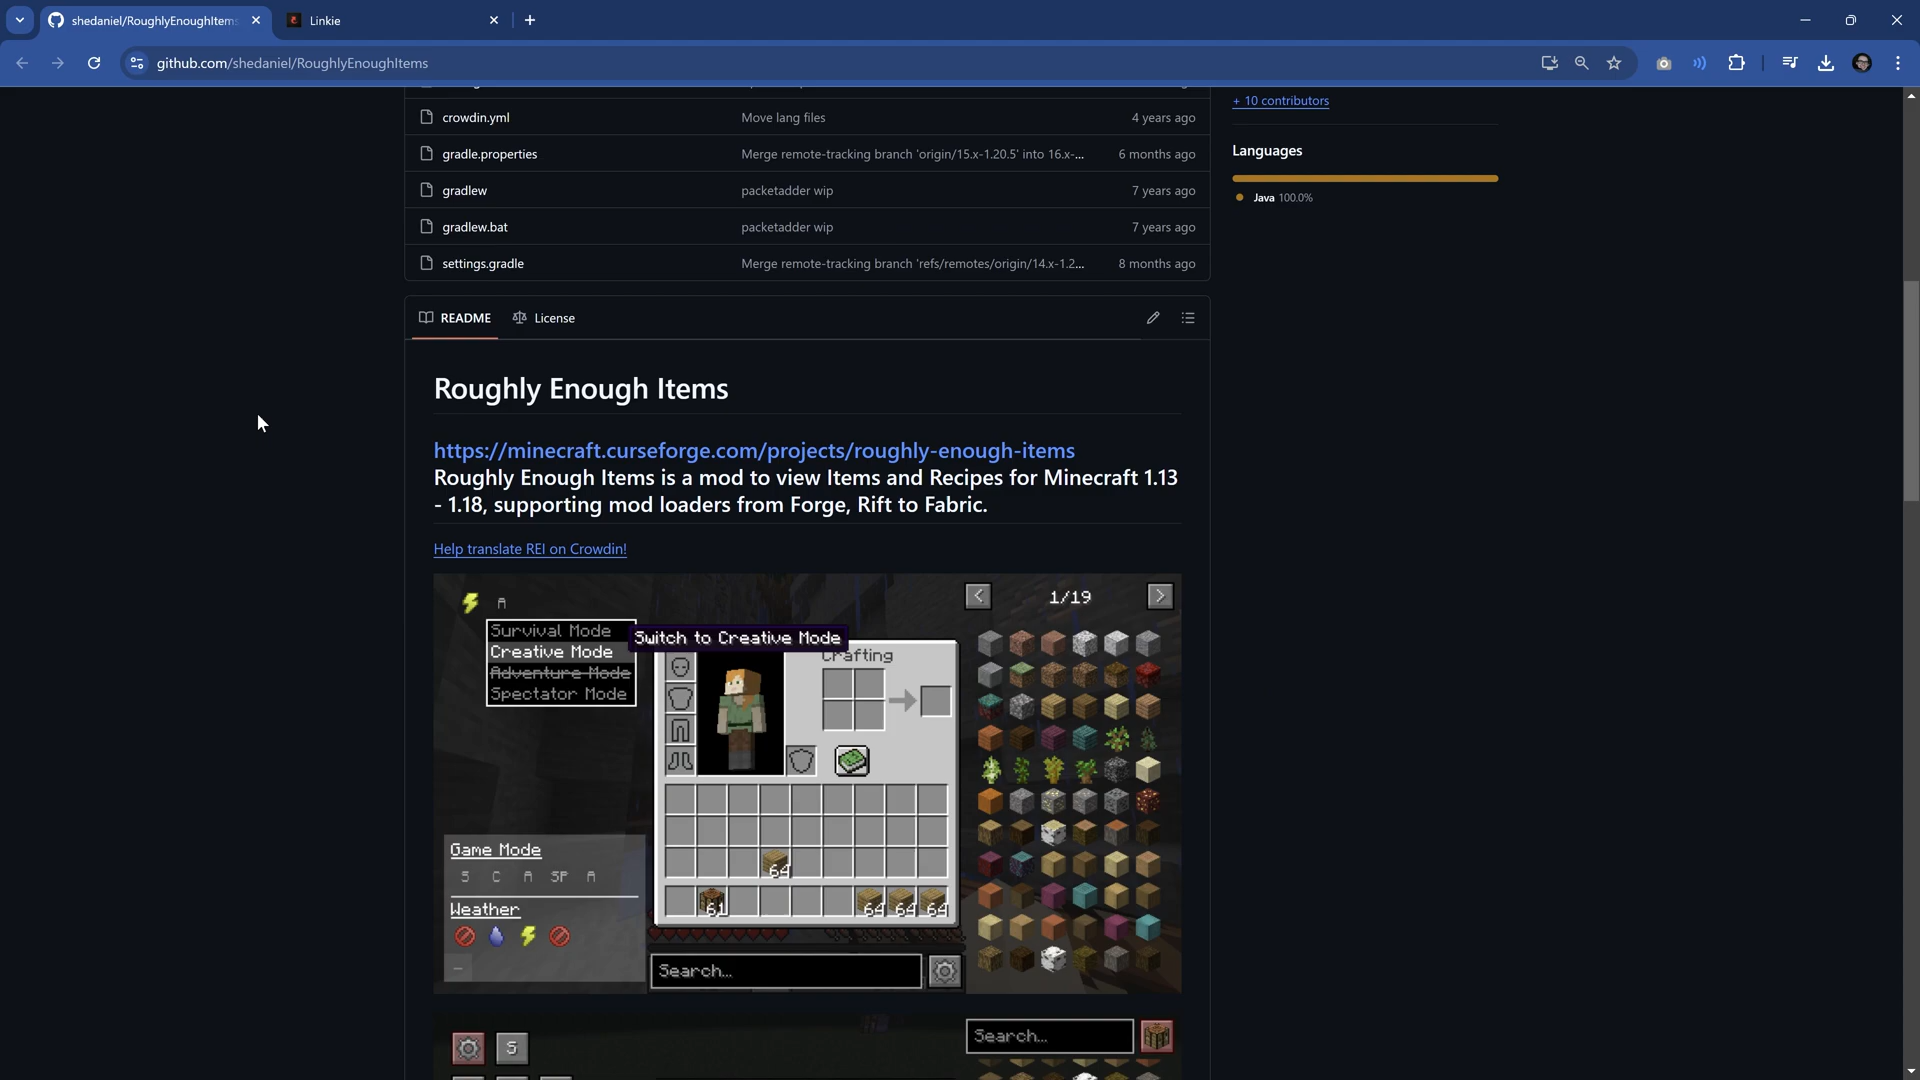 shedaniel/RoughlyEnoughItems
Linkie
github.com/shedaniel/RoughlyEnoughItems
+ 10 contributors
crowdin.yml Move lang files 4 years ago
Languages
gradle.properties Merge remote-tracking branch 'origin/15.x-1.20.5' into 16.x-... 6 months ago
gradlew packetadder wip 7 years ago
Java 100.0%
gradlew.bat packetadder wip 7 years ago
settings.gradle Merge remote-tracking branch 'refs/remotes/origin/14.x-1.2... 8 months ago
README License
Roughly Enough Items
https://minecraft.curseforge.com/projects/roughly-enough-items
Roughly Enough Items is a mod to view Items and Recipes for Minecraft 1.13
- 1.18, supporting mod loaders from Forge, Rift to Fabric.
Help translate REI on Crowdin!
A
1/19
Survival Mode
Switch to Creative Mode
Creative Mode
Crafting
Adventure Mode
Spectator Mode
Game Mode
64
S C A SP A
61 64 64 64
Weather
Search...
Search...
S